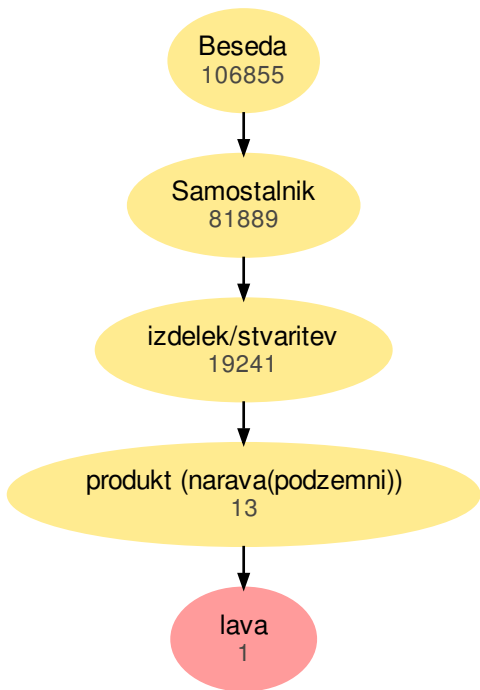 Beseda
106855
Samostalnik
81889
izdelek/stvaritev
19241
produkt (narava(podzemni))
13
lava
1